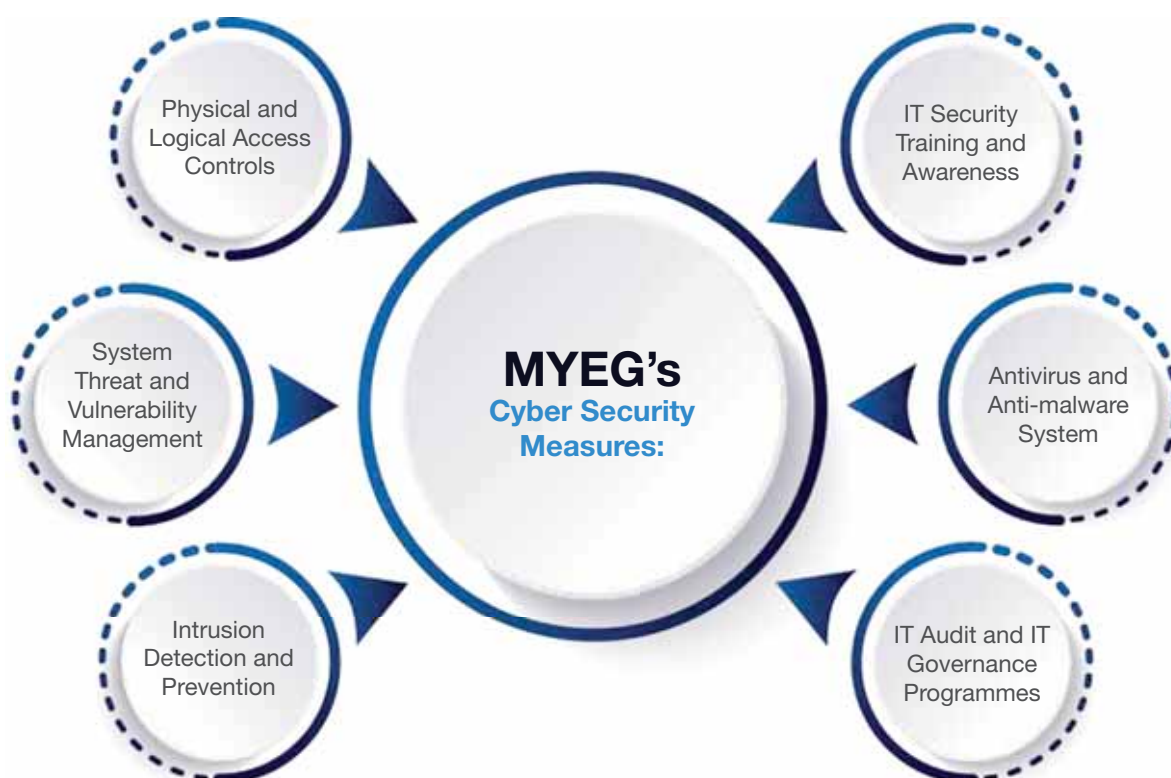 MYEG's
Cyber Security
Measures:
Physical and
Logical Access
Controls
System
Threat and
Vulnerability
Management
Intrusion
Detection and
Prevention
IT Security
Training and
Awareness
Antivirus and
Anti-malware
System
IT Audit and IT
Governance
Programmes